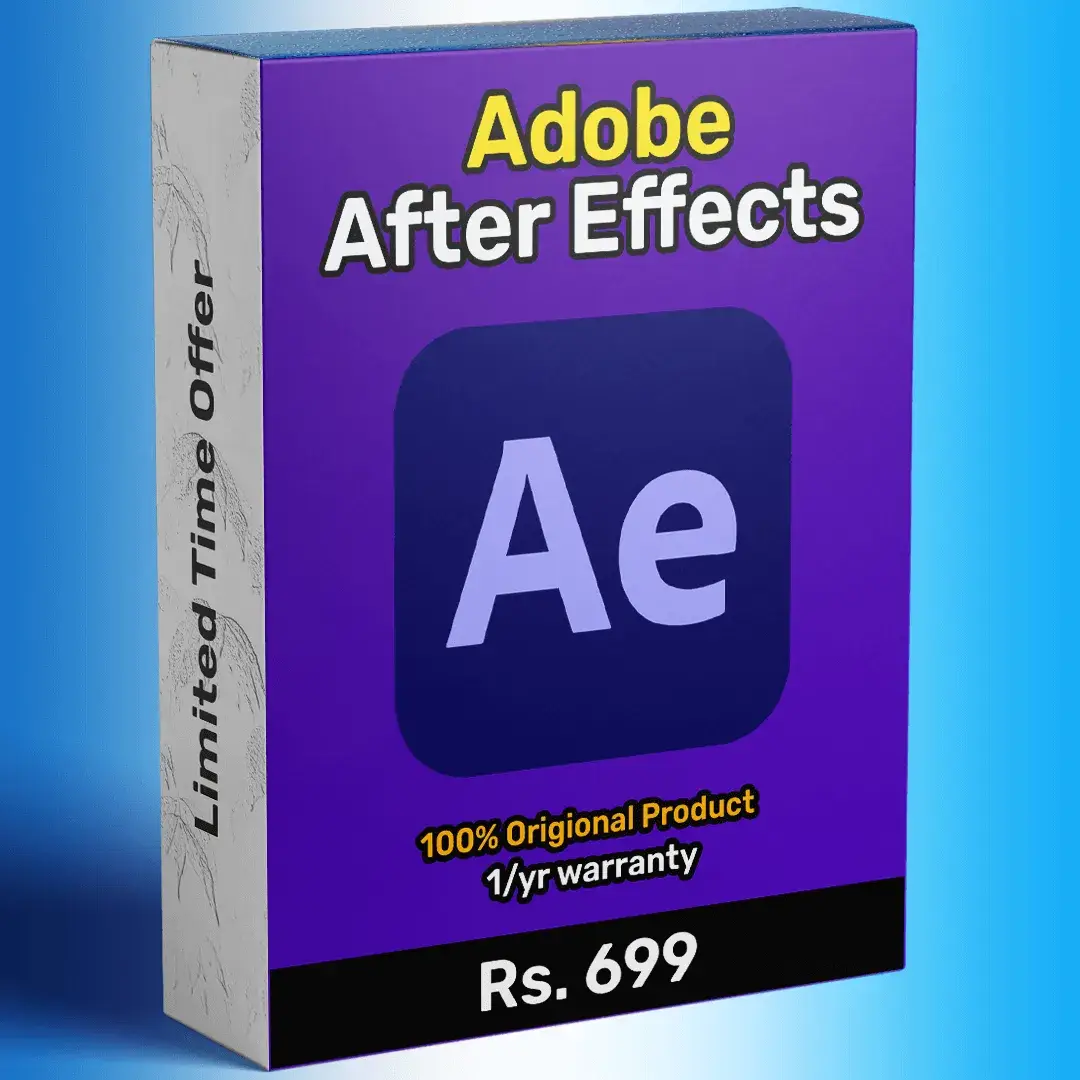 Adobe
After Effects
Limited Time Offer
Ae
100% Origional Product
1/yr warranty
Rs. 699